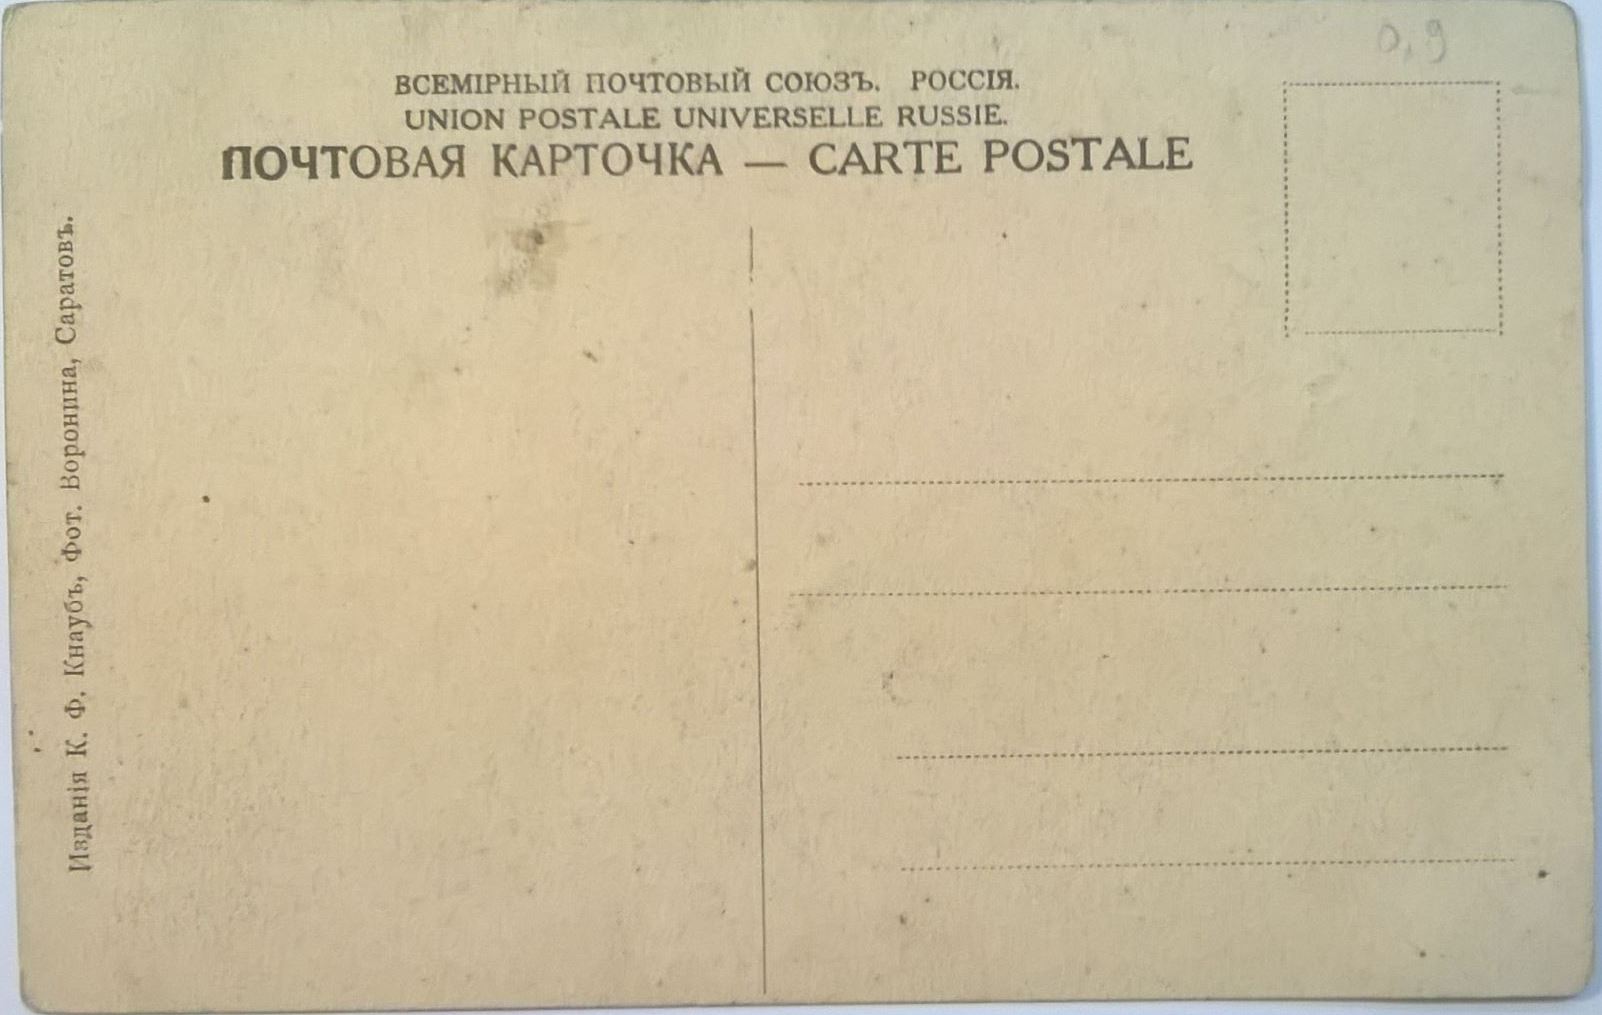 0,9
ВСЕМІРНЫЙ ПОЧТОВЫЙ СОЮЗЪ. РОССІЯ.
UNION POSTALE UNIVERSELLE RUSSIE.
ПОЧТОВАЯ КАРТОЧКА — CARTE POSTALE
Изданія К. Ф. Кнаубъ, Фот. Воронина, Саратовъ.